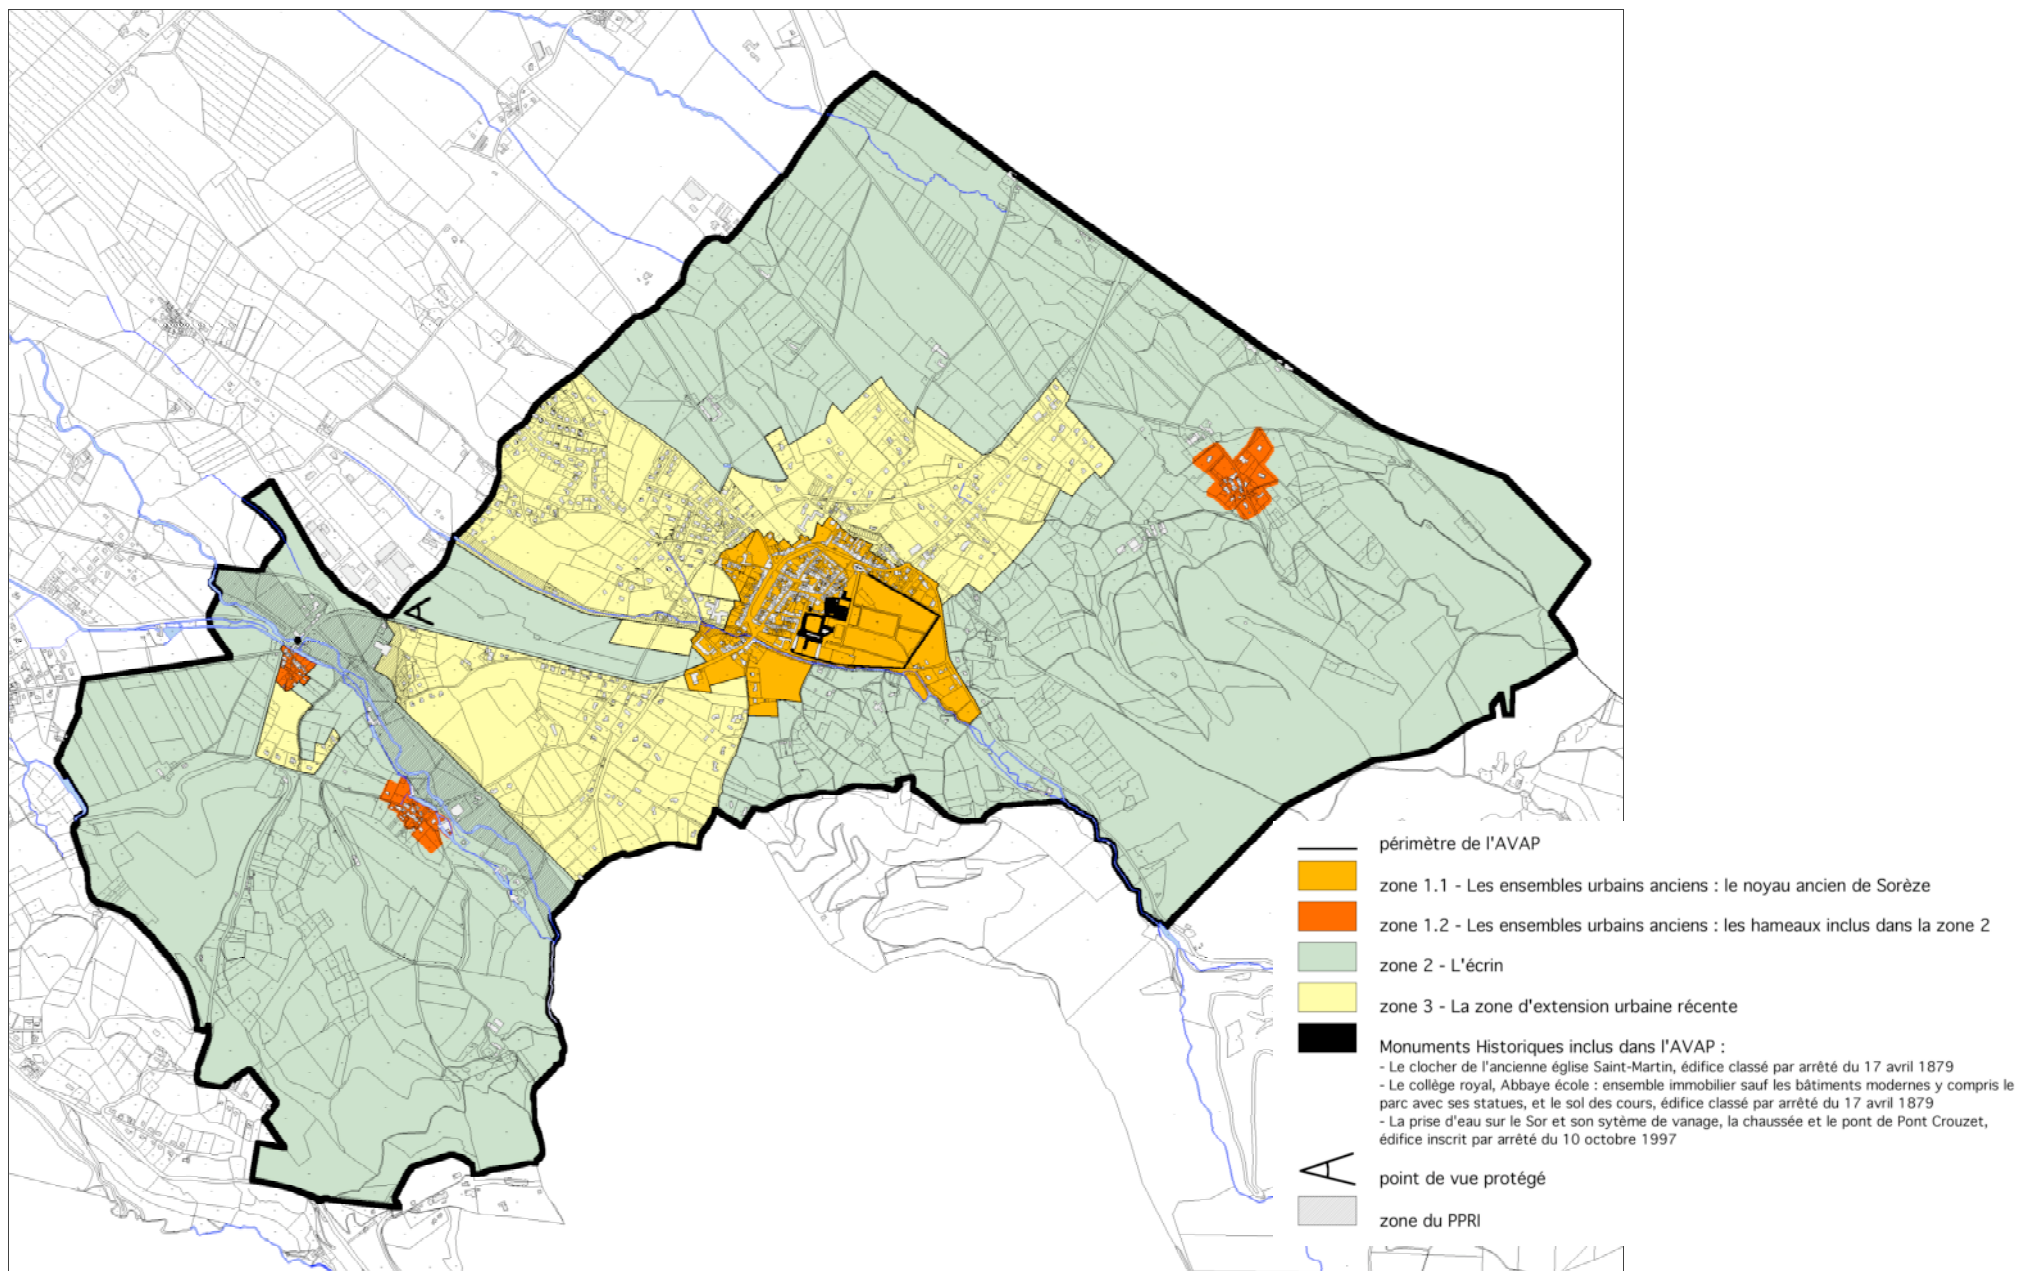 périmètre de l'AVAP
zone 1.1 - Les ensembles urbains anciens : le noyau ancien de Sorèze
zone 1.2 - Les ensembles urbains anciens : les hameaux inclus dans la zone 2
zone 2 - L'écrin
zone 3 - La zone d'extension urbaine récente
Monuments Historiques inclus dans l'AVAP :
- Le clocher de l'ancienne église Saint-Martin, édifice classé par arrêté du 17 avril 1879
- Le collège royal, Abbaye école : ensemble immobilier sauf les bâtiments modernes y compris le
parc avec ses statues, et le sol des cours, édifice classé par arrêté du 17 avril 1879
- La prise d'eau sur le Sor et son sytème de vanage, la chaussée et le pont de Pont Crouzet,
édifice inscrit par arrêté du 10 octobre 1997
point de vue protégé
zone du PPRI